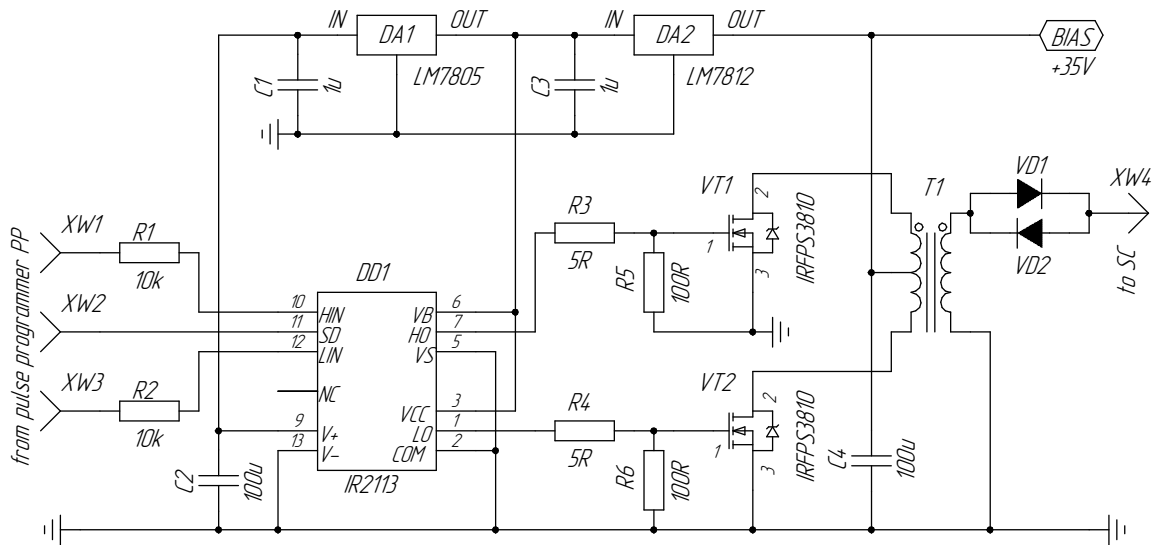 IN
DA1
OUT
LM7805
IN
DA2
OUT
LM7812
BIAS
+35V
C1
1u
C3
1u
from pulse programmer PP
XW1
R1
10k
XW2
XW3
R2
10k
DD1
10
HIN
11
SD
12
LIN
NC
9
V+
13
V-
VB
6
HO
7
VS
5
VCC
3
LO
1
COM
2
IR2113
C2
100u
R3
5R
R5
100R
VT1
1
2
3
IRFPS3810
R4
5R
R6
100R
VT2
1
2
3
IRFPS3810
C4
100u
T1
VD1
VD2
XW4
to SC